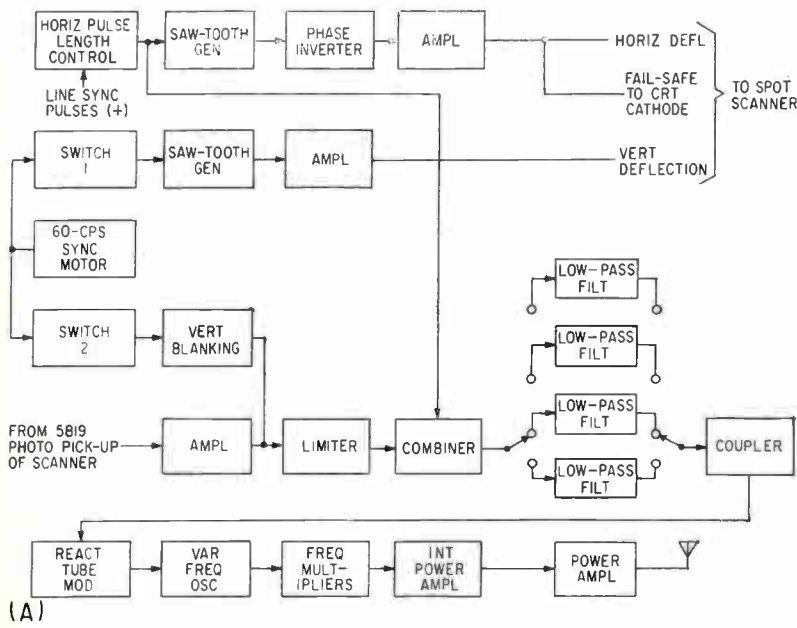 HORIZ PULSE
LENGTH
CONTROL
SAW-TOOTH
GEN
PHASE
INVERTER
AMPL
HORIZ DEFL
FAIL-SAFE
TO CRT
CATHODE
TO SPOT
SCANNER
LINE SYNC
PULSES (+)
SWITCH
1
SAW-TOOTH
GEN
AMPL
VERT
DEFLECTION
60-CPS
SYNC
MOTOR
LOW-PASS
FILT
SWITCH
2
VERT
BLANKING
LOW-PASS
FILT
FROM 5819
PHOTO PICK-UP
OF SCANNER
AMPL
LIMITER
COMBINER
LOW-PASS
FILT
LOW-PASS
FILT
COUPLER
REACT
TUBE
MOD
VAR
FREQ
OSC
FREQ
MULT-
IPLIERS
INT
POWER
AMPL
POWER
AMPL
(A)